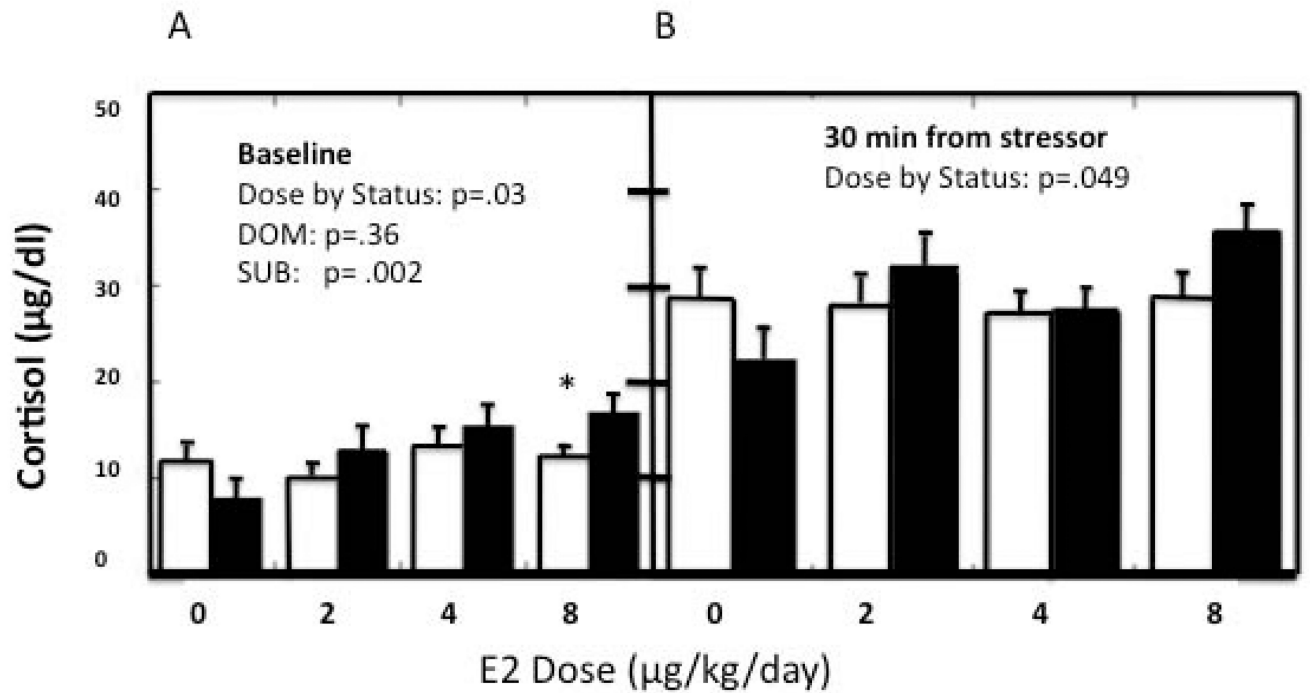 A
B
50
40
30
20
10
0
Cortisol (µg/dl)
Baseline
Dose by Status: p=.03
DOM: p=.36
SUB: p= .002
*
30 min from stressor
Dose by Status: p=.049
0 2 4 8
0 2 4 8
E2 Dose (µg/kg/day)